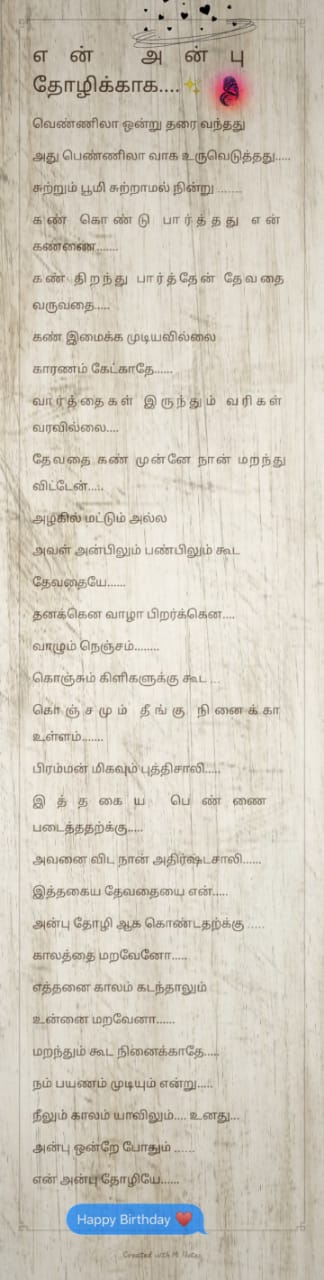 என் அன்பு
தோழிக்காக....✨
வெண்ணிலா ஒன்று தரை வந்தது
அது பெண்ணிலா வாக உருவெடுத்தது.....
சுற்றும் பூமி சுற்றாமல் நின்று .......
கண் கொண்டு பார்த்தது என்
கண்ணை.......
கண் திறந்து பார்த்தேன் தேவதை
வருவதை.....
கண் இமைக்க முடியவில்லை
காரணம் கேட்காதே......
வார்த்தைகள் இருந்தும் வரிகள்
வரவில்லை....
தேவதை கண் முன்னே நான் மறந்து
விட்டேன்.....
அழகில் மட்டும் அல்ல
அவள் அன்பிலும் பண்பிலும் கூட
தேவதையே......
தனக்கென வாழா பிறர்க்கென....
வாழும் நெஞ்சம்........
கொஞ்சும் கிளிகளுக்கு கூட ...
கொஞ்சமும் தீங்கு நினைக்கா
உள்ளம்.......
பிரம்மன் மிகவும் புத்திசாலி.....
இத்தகைய பெண்ணை
படைத்ததற்க்கு.....
அவனை விட நான் அதிர்ஷ்டசாலி......
இத்தகைய தேவதையை என்.....
அன்பு தோழி ஆக கொண்டதற்க்கு .....
காலத்தை மறவேனோ.....
எத்தனை காலம் கடந்தாலும்
உன்னை மறவேனா......
மறந்தும் கூட நினைக்காதே.....
நம் பயணம் முடியும் என்று.....
நீலும் காலம் யாவிலும்.... உனது...
அன்பு ஒன்றே போதும் ......
என் அன்பு தோழியே......
Happy Birthday ❤️
Created with Mi Notes